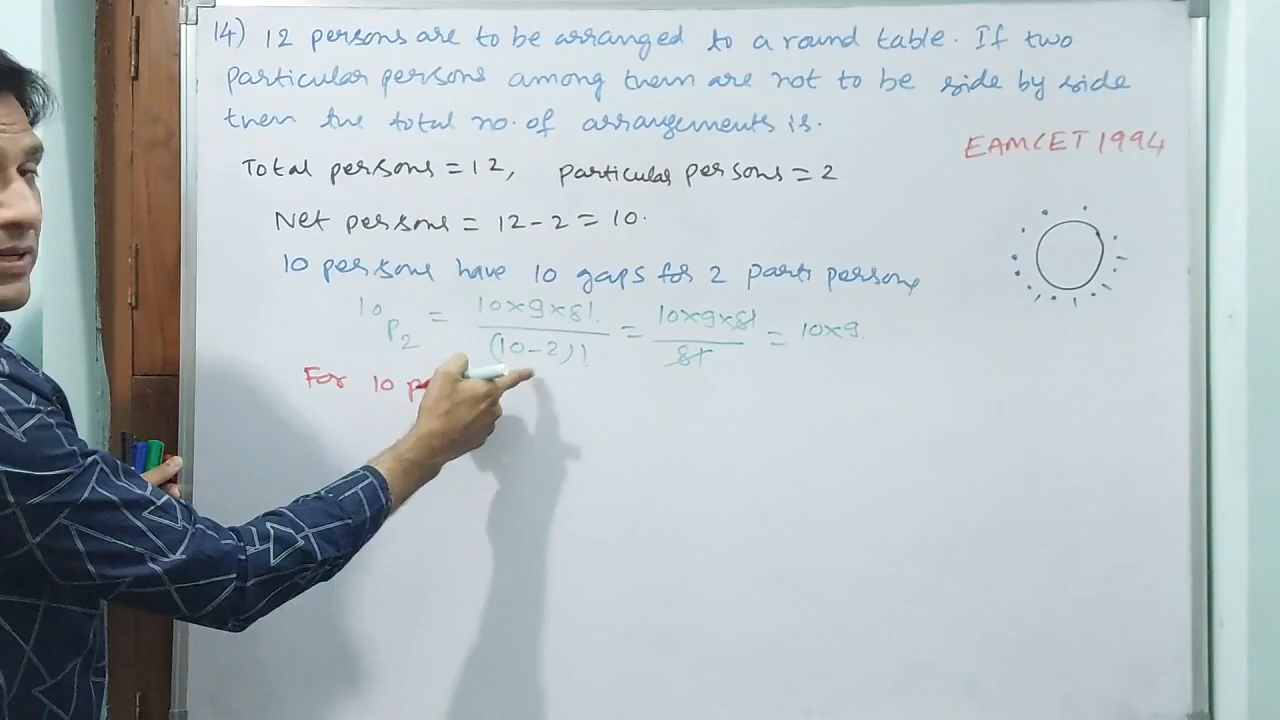 14) 12 persons are to be arranged to a round table. If two
particular persons among them are not to be side by side
then the total no. of arrangements is.
EAMCET 1994
Total persons = 12, particular persons = 2
Net persons = 12 - 2 = 10.
10 persons have 10 gaps for 2 parti persons
10P2 = 10×9×8!/(10-2)! = 10×9×8!/8! = 10×9.
For 10